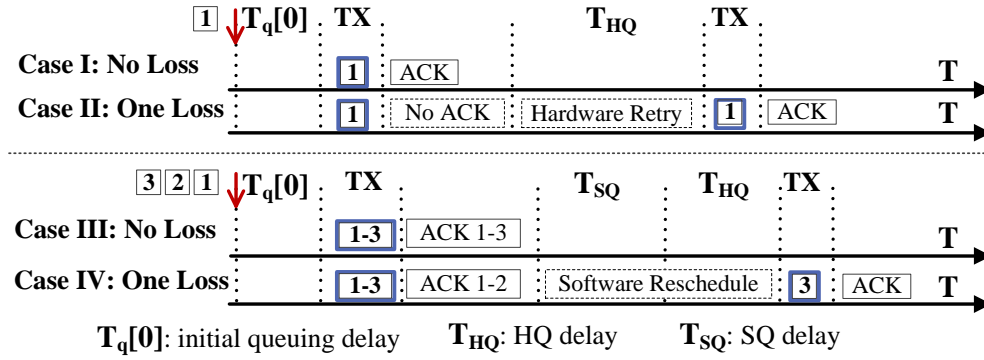 1 Tq[0] TX THQ TX
Case I: No Loss 1 ACK T
Case II: One Loss 1 No ACK Hardware Retry 1 ACK T
3 2 1 Tq[0] TX TSQ THQ TX
Case III: No Loss 1-3 ACK 1-3 T
Case IV: One Loss 1-3 ACK 1-2 Software Reschedule 3 ACK T
Tq[0]: initial queuing delay THQ: HQ delay TSQ: SQ delay